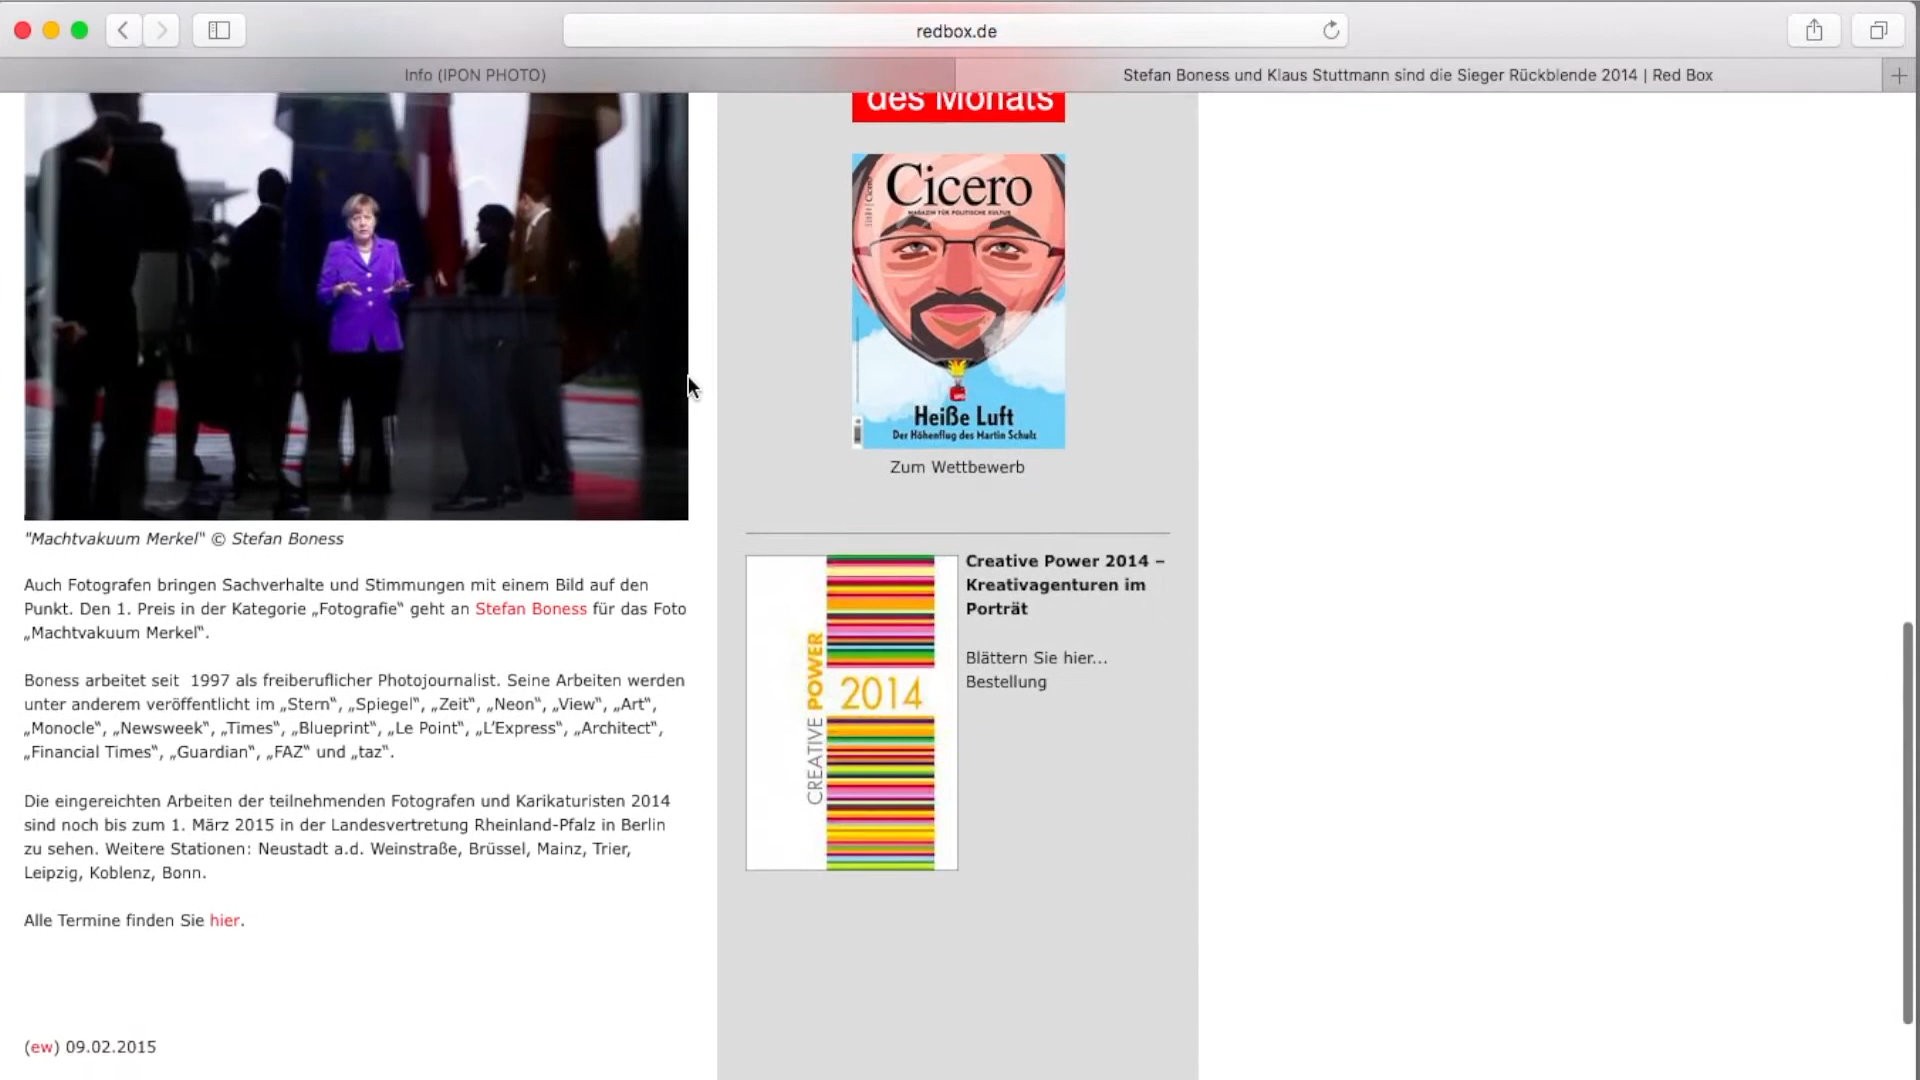 redbox.de
Info (IPON PHOTO)
Stefan Boness und Klaus Stuttmann sind die Sieger Rückblende 2014 | Red Box
"Machtvakuum Merkel" © Stefan Boness
Auch Fotografen bringen Sachverhalte und Stimmungen mit einem Bild auf den
Punkt. Den 1. Preis in der Kategorie „Fotografie“ geht an Stefan Boness für das Foto
„Machtvakuum Merkel“.
Boness arbeitet seit  1997 als freiberuflicher Photojournalist. Seine Arbeiten werden
unter anderem veröffentlicht im „Stern“, „Spiegel“, „Zeit“, „Neon“, „View“, „Art“,
„Monocle“, „Newsweek“, „Times“, „Blueprint“, „Le Point“, „L’Express“, „Architect“,
„Financial Times“, „Guardian“, „FAZ“ und „taz“.
Die eingereichten Arbeiten der teilnehmenden Fotografen und Karikaturisten 2014
sind noch bis zum 1. März 2015 in der Landesvertretung Rheinland-Pfalz in Berlin
zu sehen. Weitere Stationen: Neustadt a.d. Weinstraße, Brüssel, Mainz, Trier,
Leipzig, Koblenz, Bonn.
Alle Termine finden Sie hier.
(ew) 09.02.2015
des Monats
Cicero
MAGAZIN FÜR POLITISCHE KULTUR
Heiße Luft
Der Höhenflug des Martin Schulz
Zum Wettbewerb
CREATIVE POWER
2014
Creative Power 2014 –
Kreativagenturen im
Porträt
Blättern Sie hier...
Bestellung